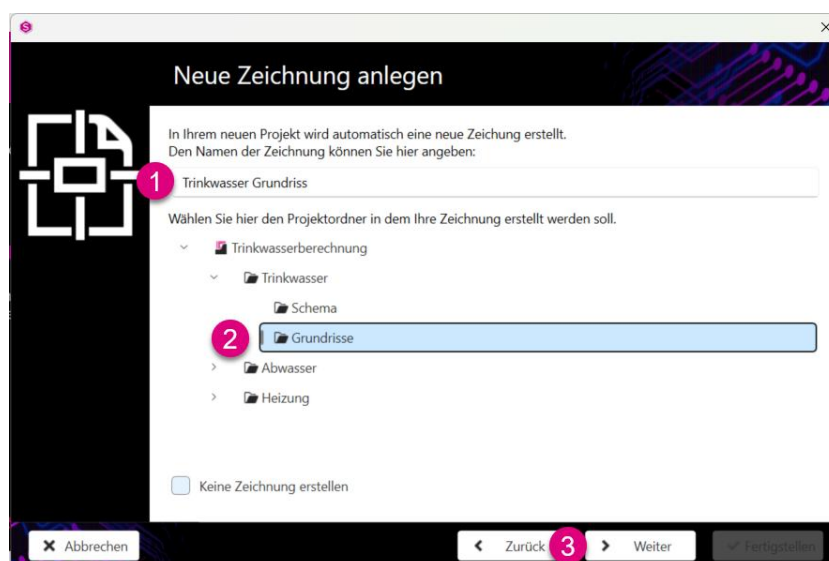 Neue Zeichnung anlegen
In Ihrem neuen Projekt wird automatisch eine neue Zeichung erstellt.
Den Namen der Zeichnung können Sie hier angeben:
1
Trinkwasser Grundriss
Wählen Sie hier den Projektordner in dem Ihre Zeichnung erstellt werden soll.
Trinkwasserberechnung
Trinkwasser
Schema
2 Grundrisse
Abwasser
Heizung
Keine Zeichnung erstellen
Abbrechen Zurück 3 Weiter Fertigstellen